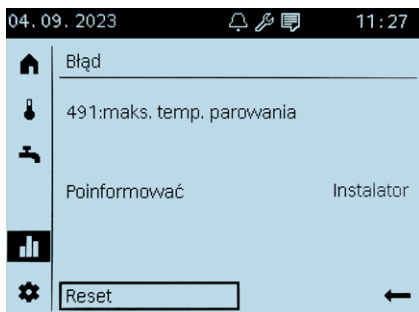 04. 09. 2023 11:27
Błąd
491:maks. temp. parowania
Poinformować Instalator
Reset